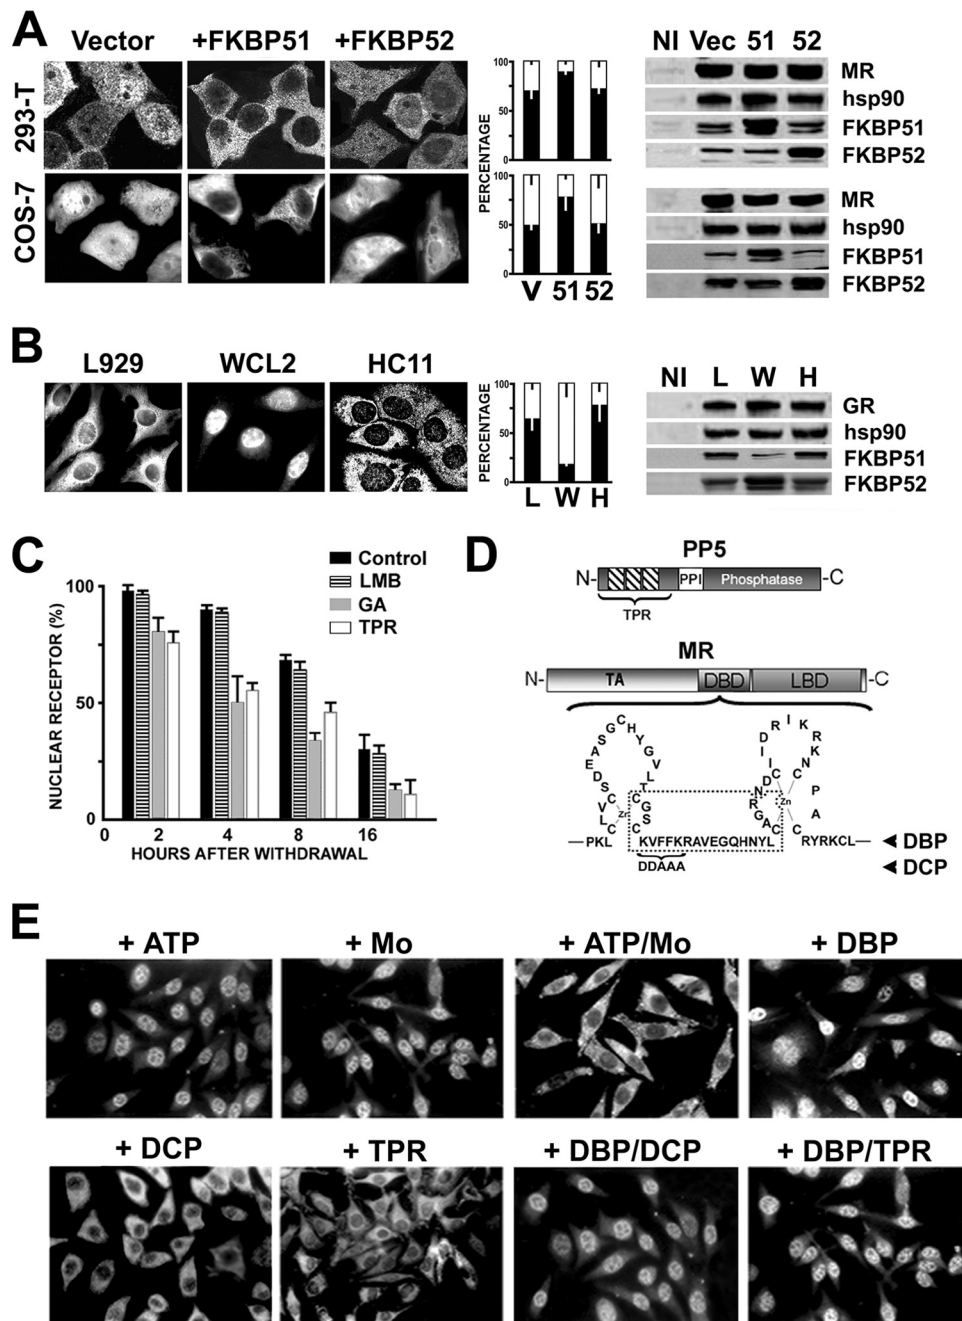 A
Vector
+FKBP51
+FKBP52
293-T
COS-7
PERCENTAGE
100
50
0
100
50
0
V 51 52
NI Vec 51 52
MR
hsp90
FKBP51
FKBP52
MR
hsp90
FKBP51
FKBP52
B
L929
WCL2
HC11
PERCENTAGE
100
50
0
L W H
NI L W H
GR
hsp90
FKBP51
FKBP52
C
Control
LMB
GA
TPR
NUCLEAR RECEPTOR (%)
100
50
0
0 2 4 8 16
HOURS AFTER WITHDRAWAL
D
PP5
N- PPI Phosphatase -C
TPR
MR
N- TA DBD LBD -C
PKL
CLVCSDEASGCHYGVLTCGSC
KVFFKRAVEGQHNYL
CAGRNDCIIDRIKRKNCPAC
RYRKCL
Zn
Zn
DDAAA
DBP
DCP
E
+ ATP
+ Mo
+ ATP/Mo
+ DBP
+ DCP
+ TPR
+ DBP/DCP
+ DBP/TPR